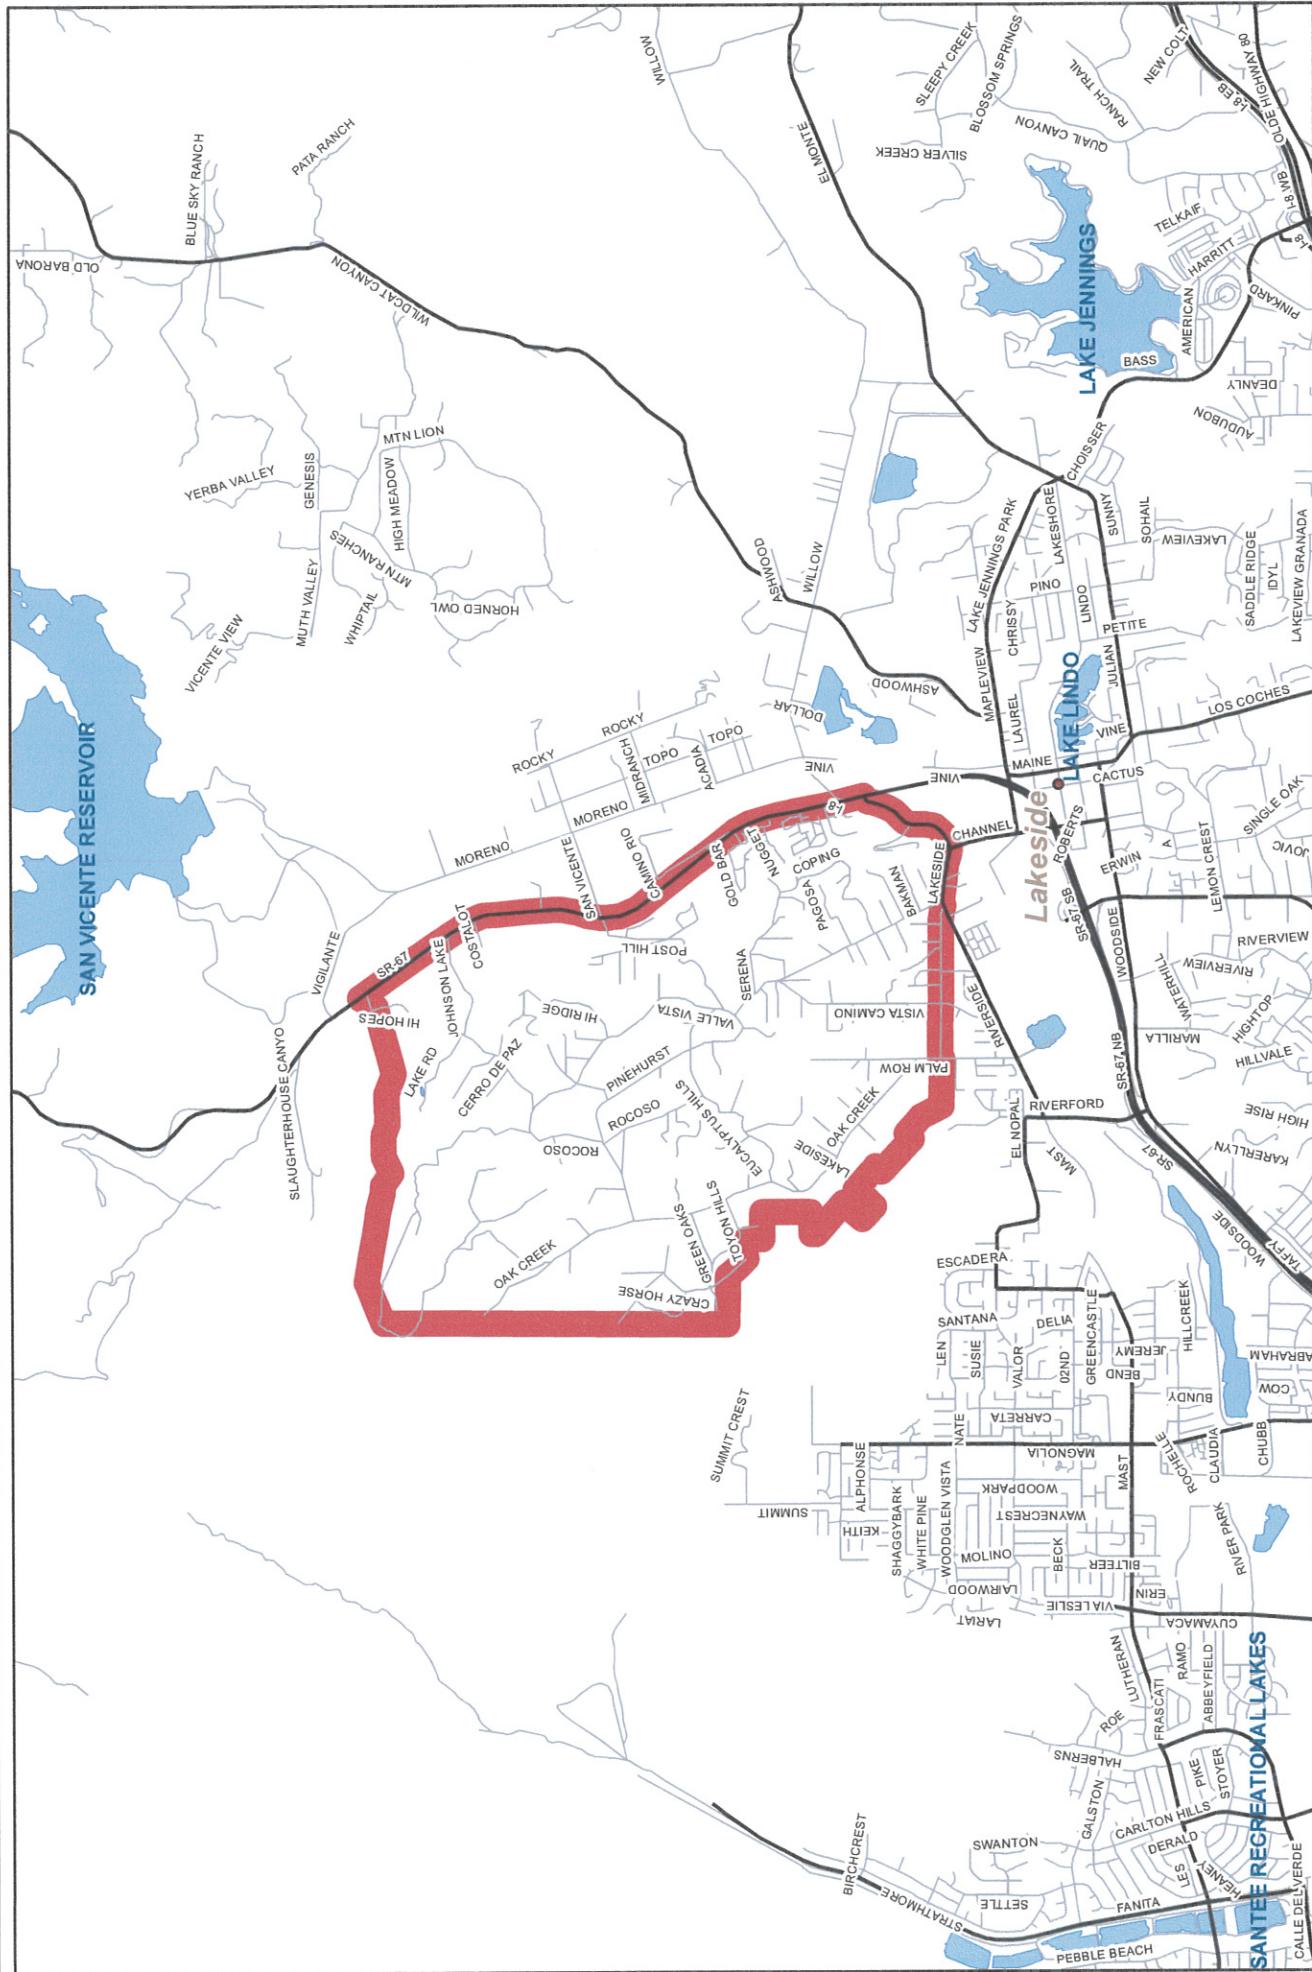 SAN VICENTE RESERVOIR
SLAUGHTERHOUSE CANYO
VIGILANTE
VICENTE VIEW
YERBA VALLEY
GENESIS
MUTH VALLEY
MTN RANCHES
WHIPTAIL
HIGH MEADOW
MTN LION
HORNED OWL
OLD BARONA
BLUE SKY RANCH
PATA RANCH
WILDCAT CANYON
WILLOW
EL MONTE
SLEEPY CREEK
BLOSSOM SPRINGS
SILVER CREEK
QUAIL CANYON
RANCH TRAIL
NEW COLT
I-8 EB
OLDE HIGHWAY 80
I-8 WB
I-8
TELKAIF
HARRITT
AMERICAN
PINKARD
BASS
LAKE JENNINGS
DEANLY
AUDUBON
CHOISSER
SR-67
HI HOPES
JOHNSON LAKE
COSTALOT
LAKE RD
CERRO DE PAZ
HI RIDGE
PINEHURST
ROCOSO
ROCOSO
VALLE VISTA
SERENA
POST HILL
EUCALYPTUS HILLS
OAK CREEK
GREEN OAKS
TOYON HILLS
CRAZY HORSE
LAKESIDE
OAK CREEK
VISTA CAMINO
PALM ROW
MORENO
MORENO
SAN VICENTE
CAMINO RIO
GOLD BAR
NUGGET
COPING
PAGOSA
BAKMAN
LAKESIDE
I-8
ROCKY
ROCKY
MIDRANCH
TOPO
ACADIA
TOPO
VINE
DOLLAR
VINE
ASHWOOD
WILLOW
ASHWOOD
MAPLEVIEW
LAKE JENNINGS PARK
CHRISSY
LAUREL
LAKESHORE
PINO
LINDO
PETITE
SUNNY
SOHAIL
LAKEVIEW
SADDLE RIDGE
IDYL
LAKEVIEW GRANADA
JULIAN
LAKE LINDO
MAINE
VINE
CACTUS
LOS COCHES
Lakeside
CHANNEL
ROBERTS
ERWIN
A
LEMON CREST
SINGLE OAK
JOVIC
SR-67 SB
WOODSIDE
RIVERVIEW
RIVERVIEW
WATERHILL
MARILLA
HIGHTOP
HILLVALE
HIGH RISE
KARERLLYN
SR-67 NB
RIVERSIDE
EL NOPAL
RIVERFORD
MAST
SR-67
WOODSIDE
TAFFY
ESCADERA
SANTANA
DELIA
GREENCASTLE
LEN
SUSIE
VALOR
02ND
JEREMY
BEND
HILLCREEK
BUNDY
ABRAHAM
COW
CARRETA
NATE
MAGNOLIA
ROCHELLE
CLAUDIA
CHUBB
MAST
SUMMIT CREST
SUMMIT
ALPHONSE
KEITH
SHAGGYBARK
WHITE PINE
WOODGLEN VISTA
WOODPARK
WAYNECREST
MOLINO
BECK
BILTEER
LAIRWOOD
LARIAT
VIA LESLIE
ERIN
RIVER PARK
CUYAMACA
LUTHERAN
RAMO
ABBEYFIELD
FRASCATI
ROE
HALBERNS
PIKE
STOYER
GALSTON
CARLTON HILLS
SWANTON
DERALD
LES
HEANEY
SETTLE
FANITA
BIRCHCREST
STRATHMORE
PEBBLE BEACH
CALLE DEL VERDE
SANTEE RECREATIONAL LAKES